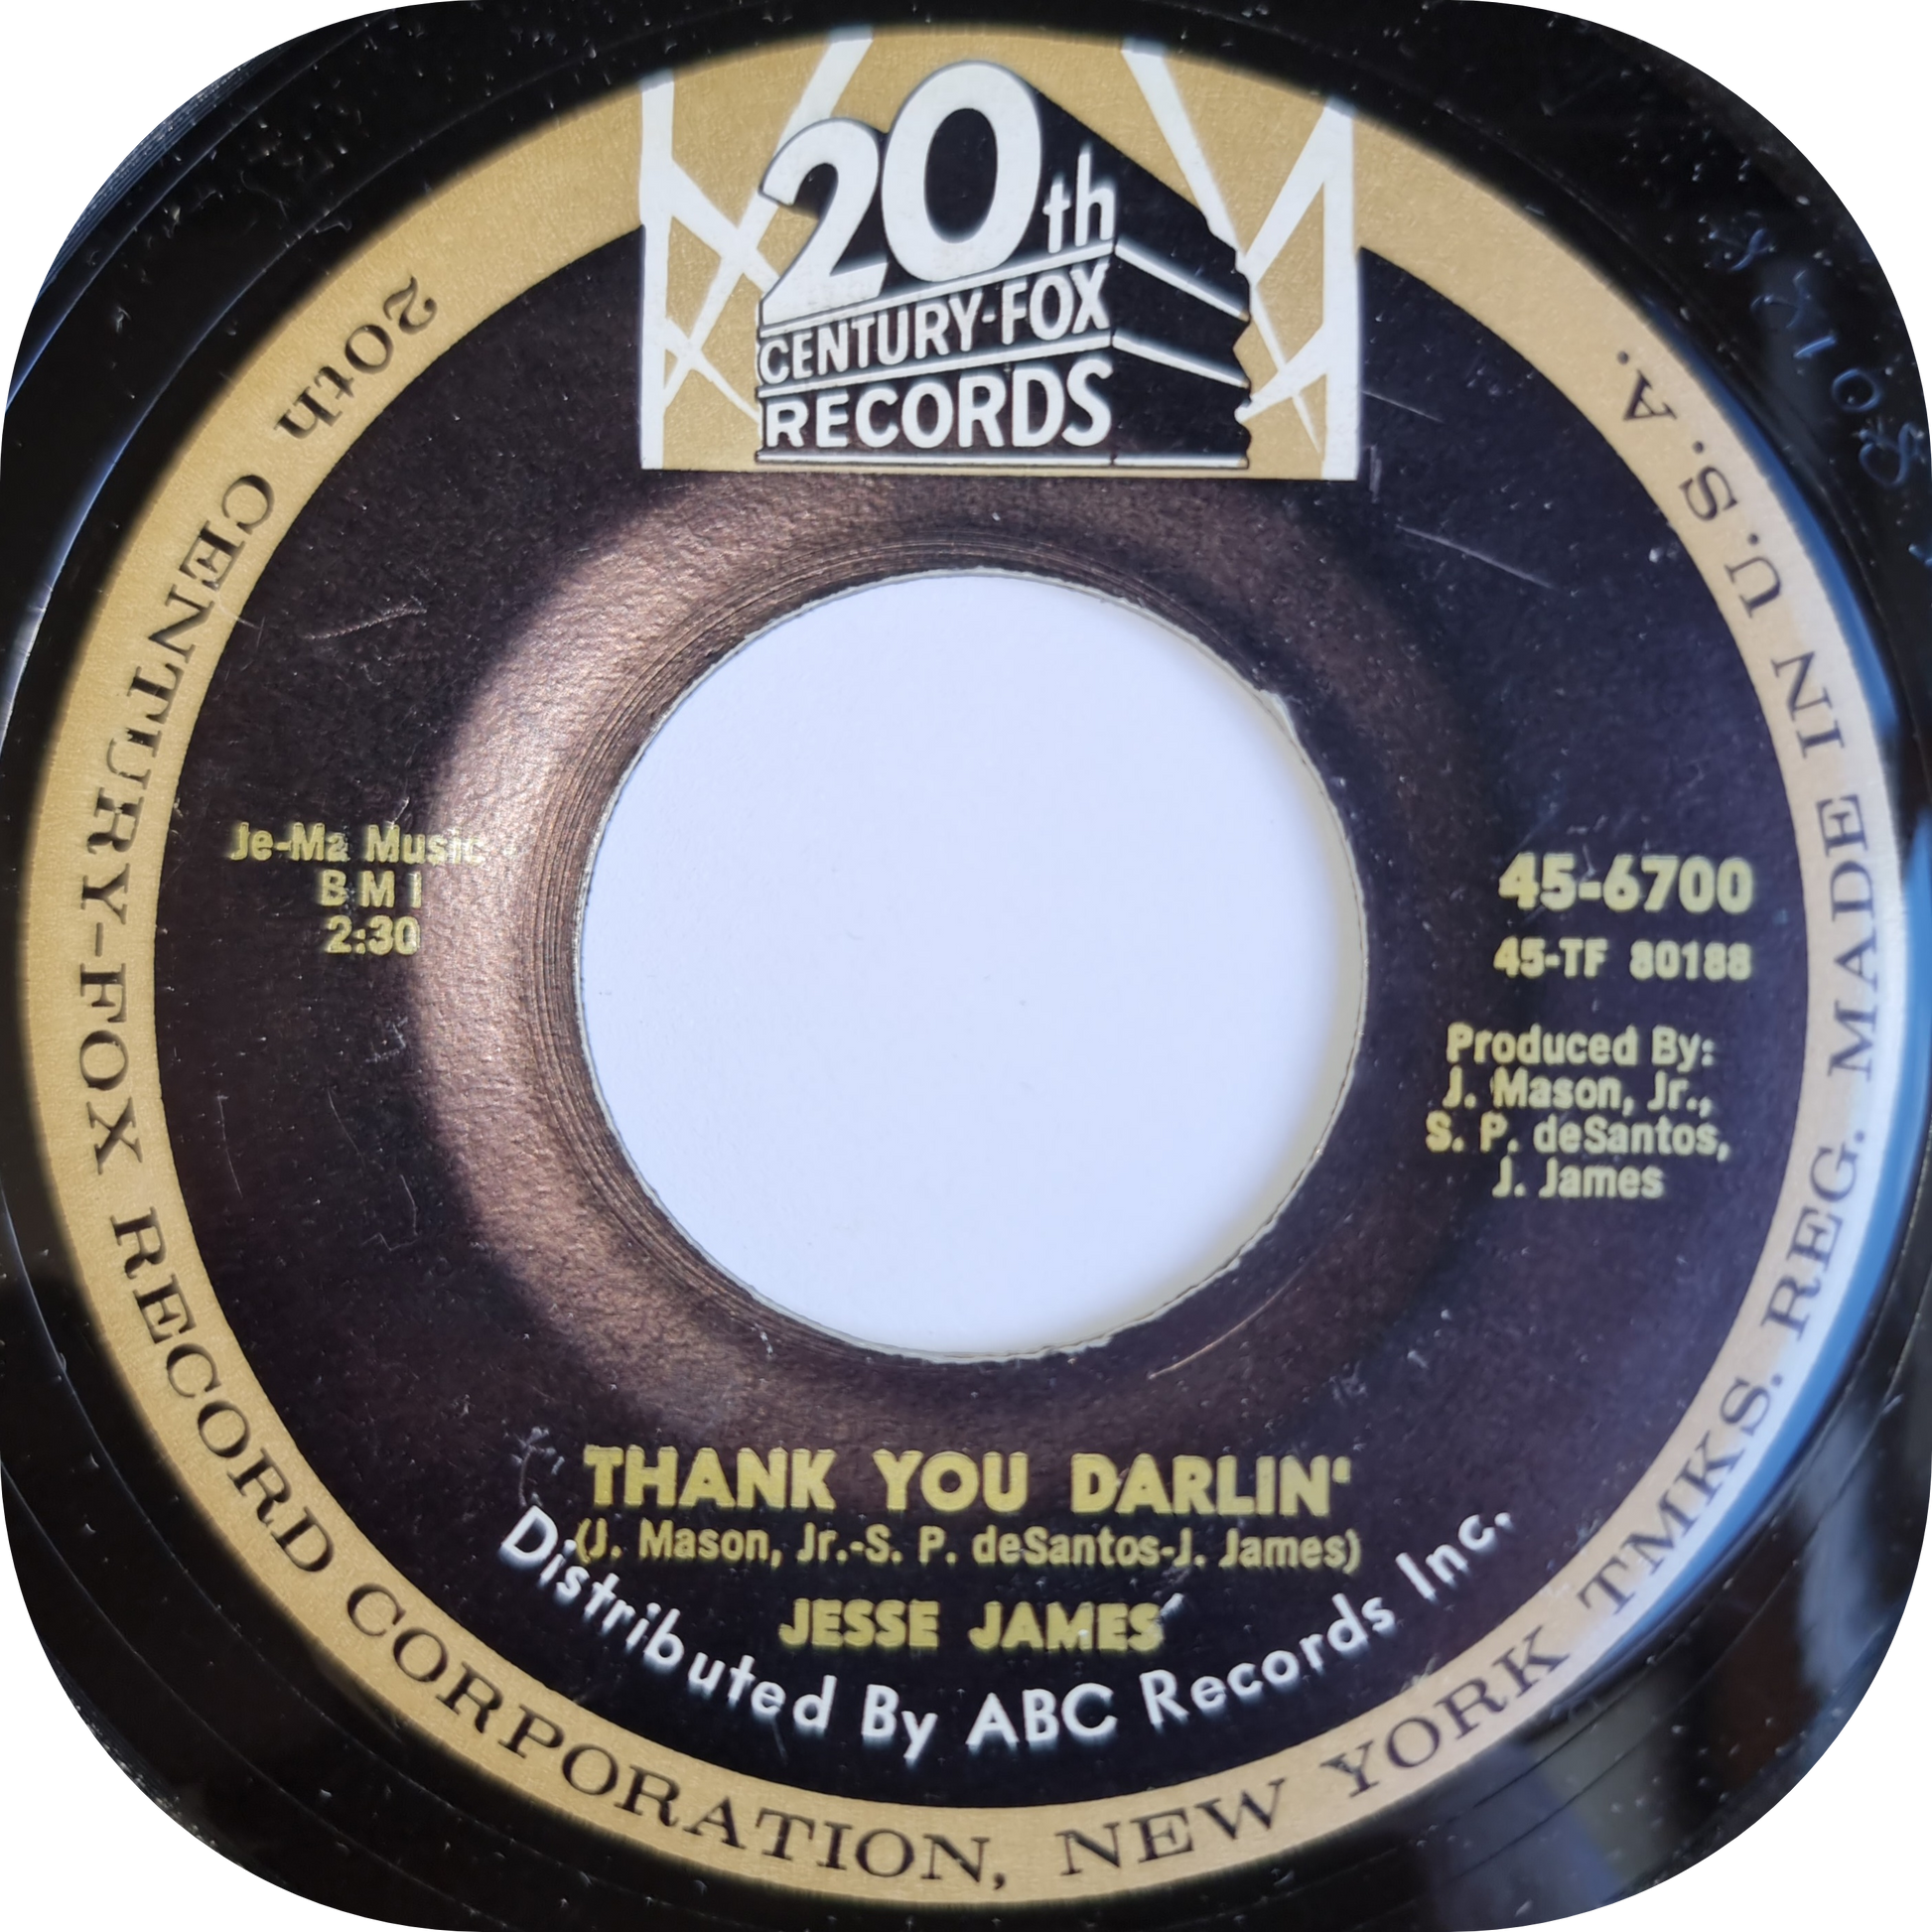 20th
CENTURY-FOX
RECORDS
20th CENTURY-FOX RECORD CORPORATION, NEW YORK TMKS. REG. MADE IN U.S.A.
Je-Ma Music
BMI
2:30
45-6700
45-TF 80188
Produced By:
J. Mason, Jr.,
S. P. deSantos,
J. James
THANK YOU DARLIN'
(J. Mason, Jr.-S. P. deSantos-J. James)
JESSE JAMES
Distributed By ABC Records Inc.